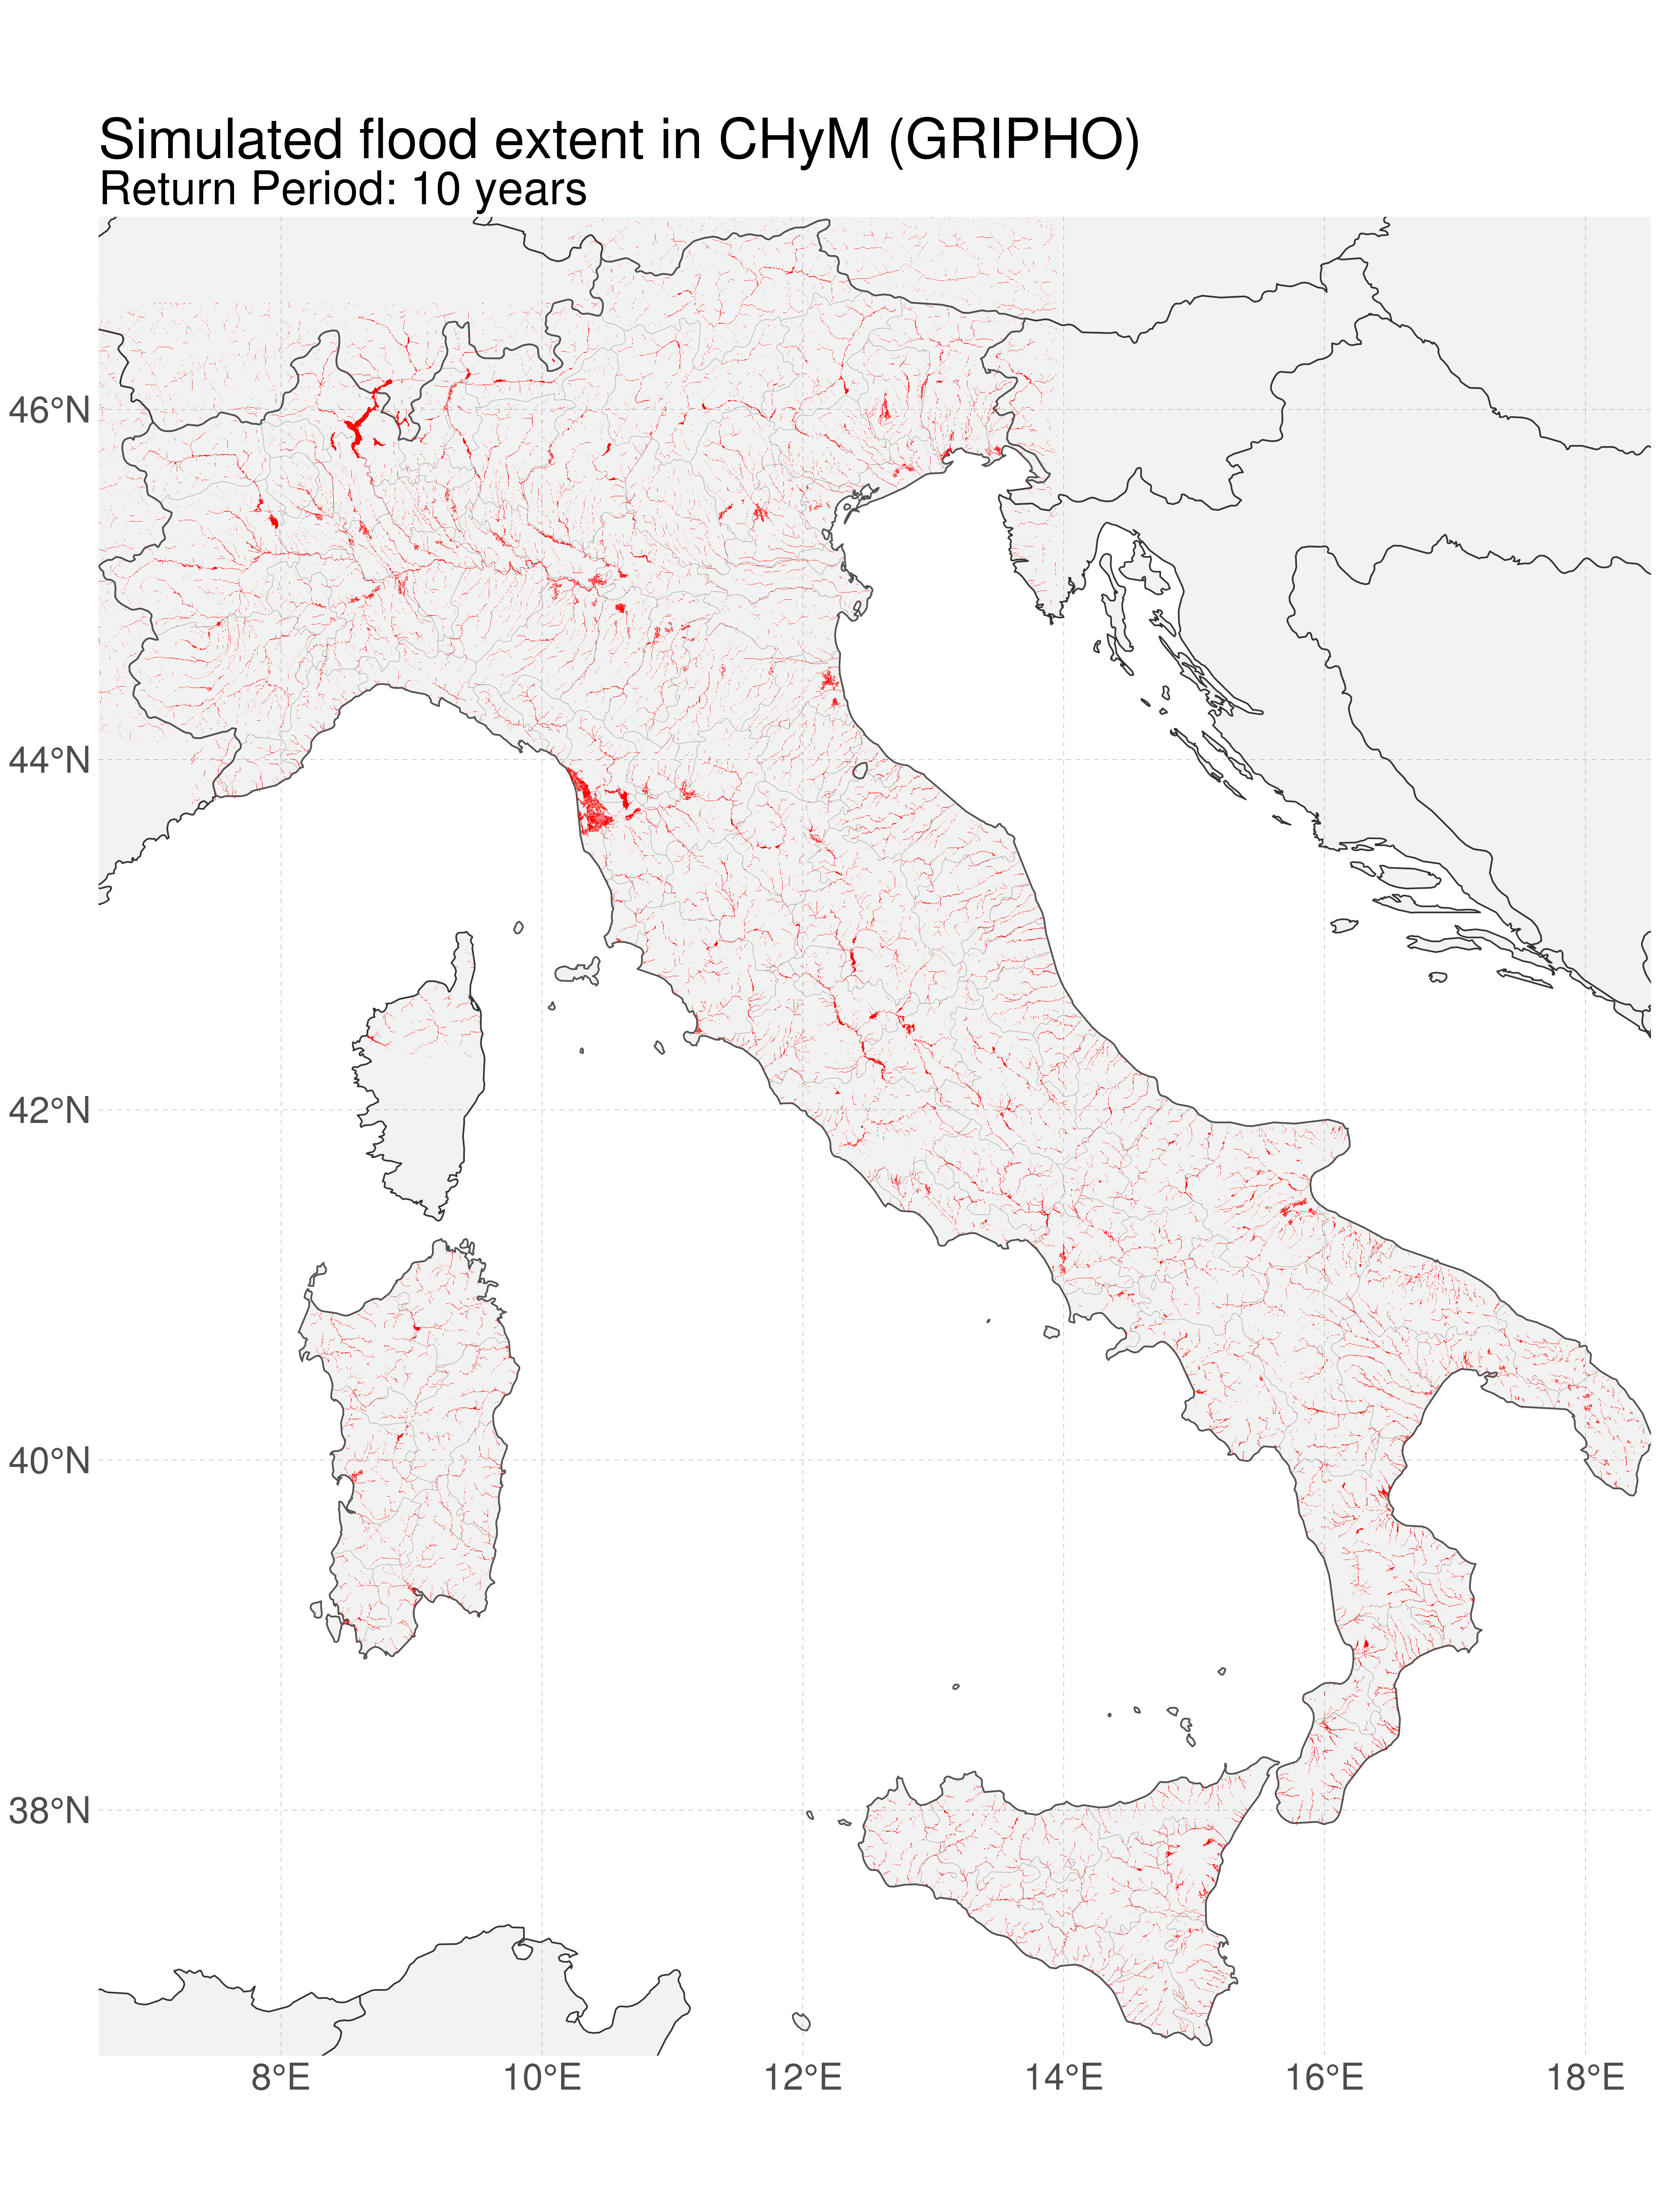 Simulated flood extent in CHyM (GRIPHO)
Return Period: 10 years
46°N
44°N
42°N
40°N
38°N
8°E 10°E 12°E 14°E 16°E 18°E